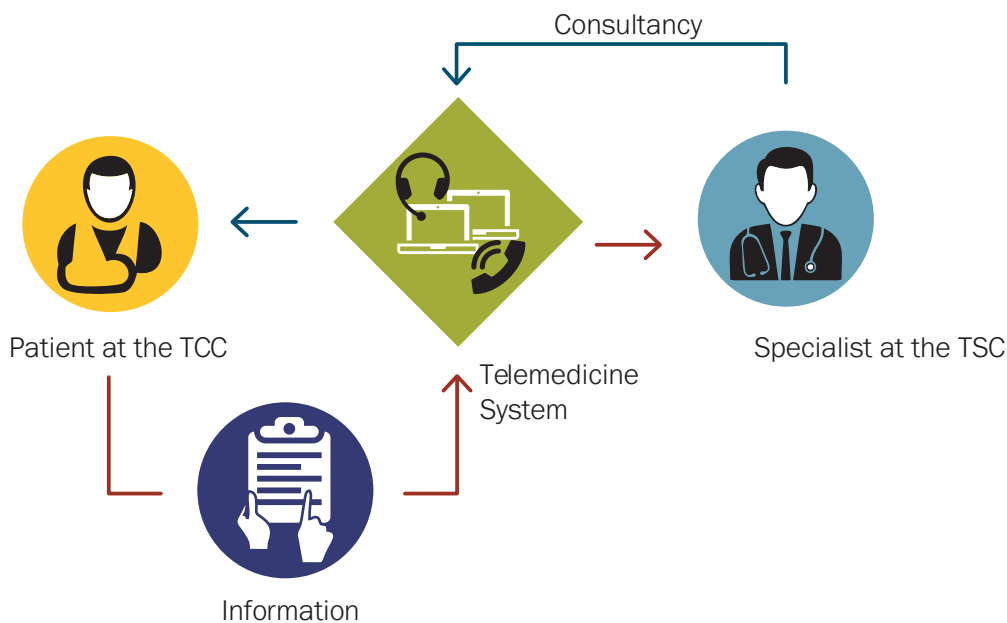 Consultancy
Patient at the TCC
Specialist at the TSC
Telemedicine
System
Information